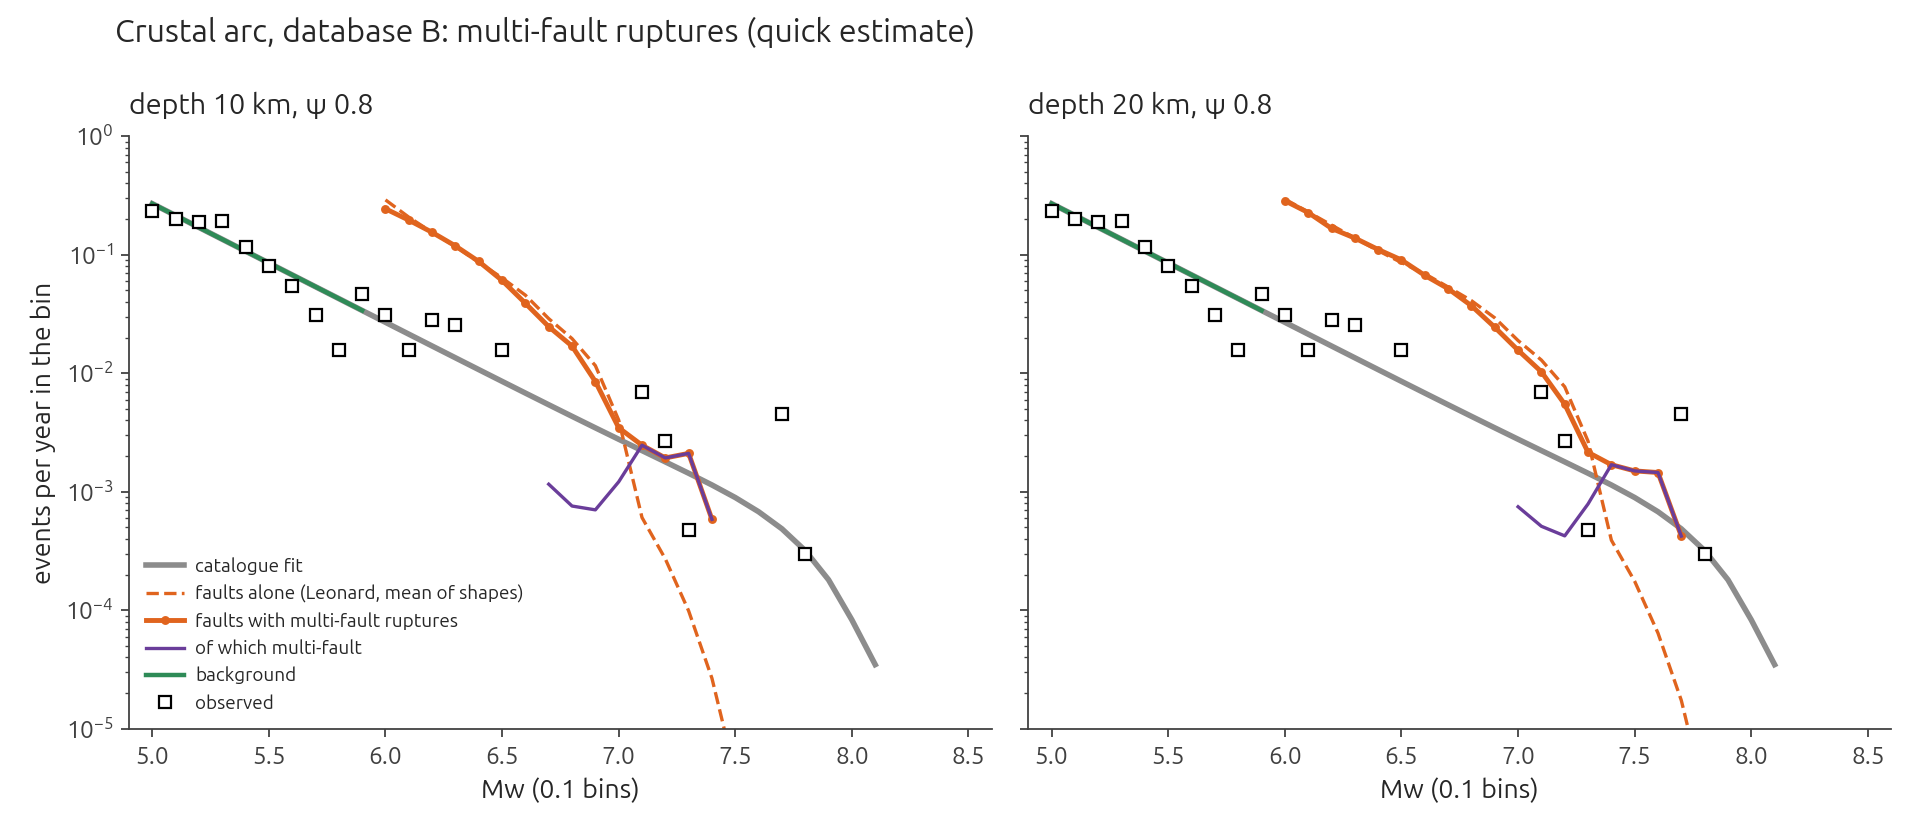 Crustal arc, database B: multi-fault ruptures (quick estimate)
depth 10 km, ψ 0.8
depth 20 km, ψ 0.8
events per year in the bin
10⁰
10⁻¹
10⁻²
10⁻³
10⁻⁴
10⁻⁵
catalogue fit
faults alone (Leonard, mean of shapes)
faults with multi-fault ruptures
of which multi-fault
background
observed
5.0 5.5 6.0 6.5 7.0 7.5 8.0 8.5
5.0 5.5 6.0 6.5 7.0 7.5 8.0 8.5
Mw (0.1 bins)
Mw (0.1 bins)